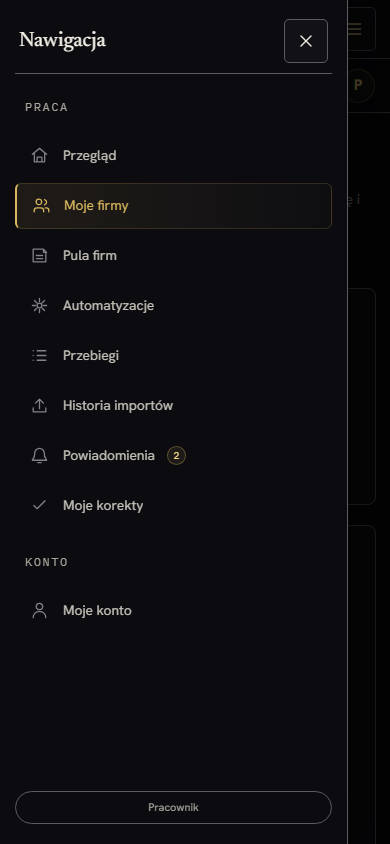 Nawigacja
P
PRACA
Przegląd
Moje firmy
ę i
Pula firm
Automatyzacje
Przebiegi
Historia importów
Powiadomienia 2
Moje korekty
KONTO
Moje konto
Pracownik